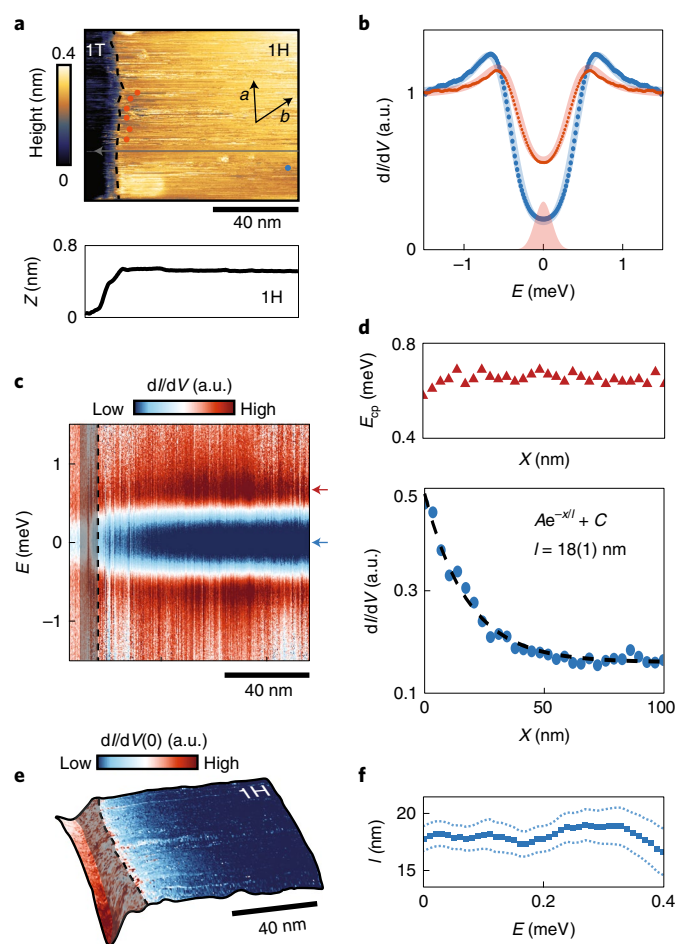 a
1T
1H
0.4
Height (nm)
0
a
b
40 nm
0.8
Z (nm)
0
1H
b
dI/dV (a.u.)
1
0
−1
0
1
E (meV)
c
dI/dV (a.u.)
Low
High
E (meV)
1
0
−1
40 nm
d
E_cp (meV)
0.8
0.4
X (nm)
dI/dV (a.u.)
0.5
0.3
0.1
Ae^−x/l + C
l = 18(1) nm
0
50
100
X (nm)
e
dI/dV(0) (a.u.)
Low
High
1H
40 nm
f
l (nm)
20
15
0
0.2
0.4
E (meV)